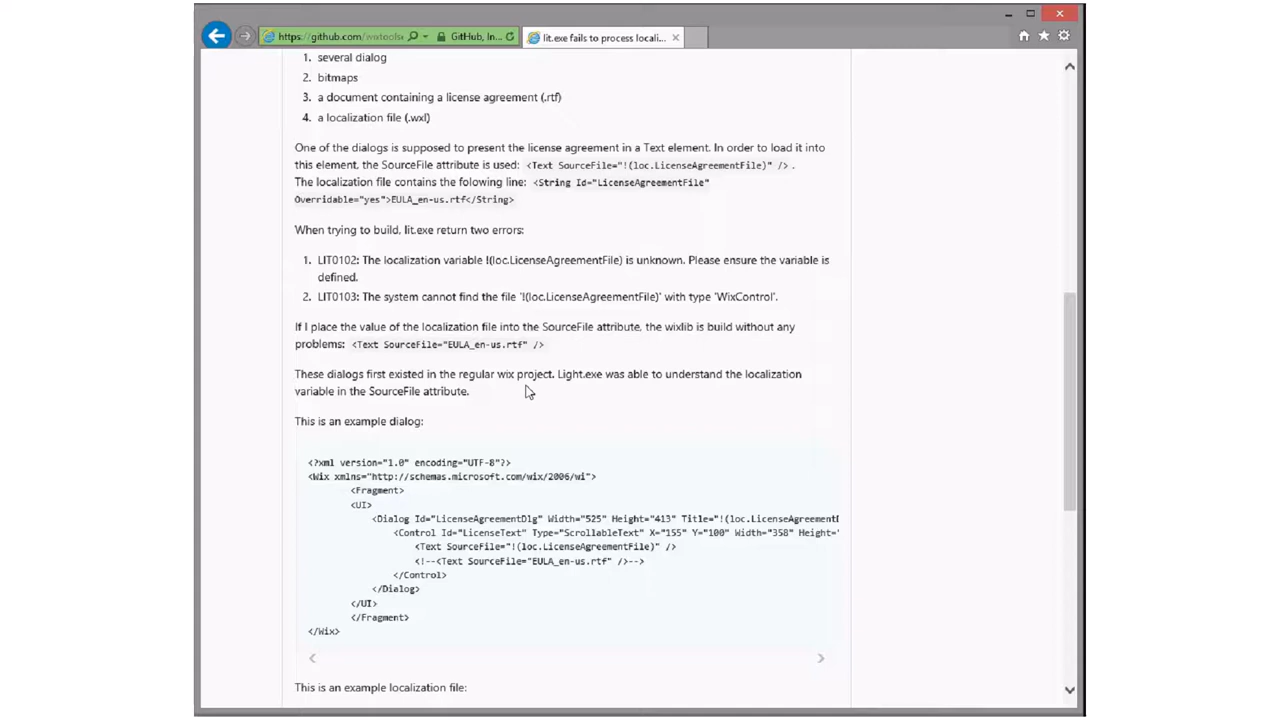 https://github.com/wixtools
GitHub, In...
lit.exe fails to process locali...
1. several dialog
2. bitmaps
3. a document containing a license agreement (.rtf)
4. a localization file (.wxl)
One of the dialogs is supposed to present the license agreement in a Text element. In order to load it into
this element, the SourceFile attribute is used: <Text SourceFile="!(loc.LicenseAgreementFile)" /> .
The localization file contains the folowing line: <String Id="LicenseAgreementFile"
Overridable="yes">EULA_en-us.rtf</String>
When trying to build, lit.exe return two errors:
1. LIT0102: The localization variable !(loc.LicenseAgreementFile) is unknown. Please ensure the variable is
defined.
2. LIT0103: The system cannot find the file '!(loc.LicenseAgreementFile)' with type 'WixControl'.
If I place the value of the localization file into the SourceFile attribute, the wixlib is build without any
problems: <Text SourceFile="EULA_en-us.rtf" />
These dialogs first existed in the regular wix project. Light.exe was able to understand the localization
variable in the SourceFile attribute.
This is an example dialog:
<?xml version="1.0" encoding="UTF-8"?>
<Wix xmlns="http://schemas.microsoft.com/wix/2006/wi">
<Fragment>
<UI>
<Dialog Id="LicenseAgreementDlg" Width="525" Height="413" Title="!(loc.LicenseAgreementD
<Control Id="LicenseText" Type="ScrollableText" X="155" Y="100" Width="358" Height="
<Text SourceFile="!(loc.LicenseAgreementFile)" />
<!--<Text SourceFile="EULA_en-us.rtf" />-->
</Control>
</Dialog>
</UI>
</Fragment>
</Wix>
This is an example localization file: